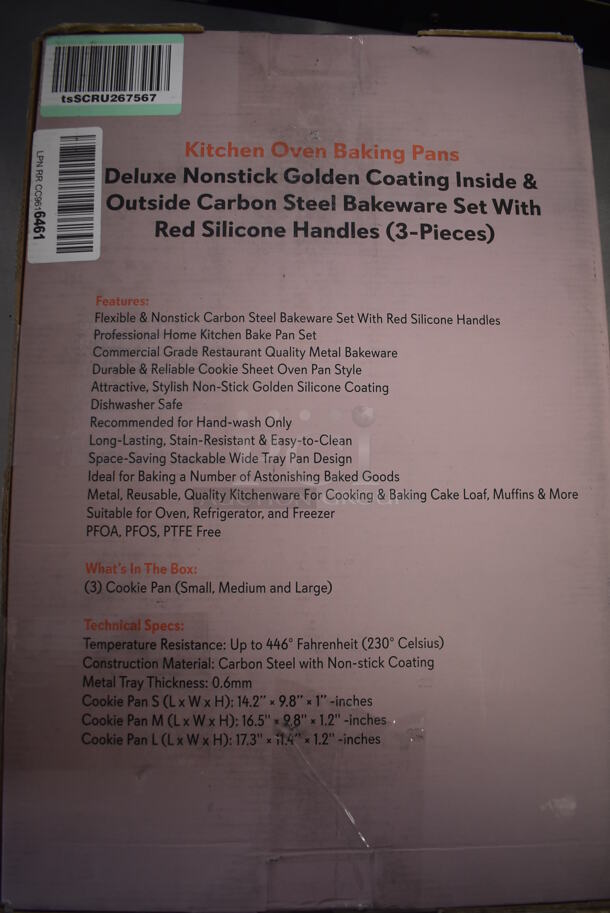 tsSCRU267567
LPN RR CC9616461
Kitchen Oven Baking Pans
Deluxe Nonstick Golden Coating Inside &
Outside Carbon Steel Bakeware Set With
Red Silicone Handles (3-Pieces)
Features:
Flexible & Nonstick Carbon Steel Bakeware Set With Red Silicone Handles
Professional Home Kitchen Bake Pan Set
Commercial Grade Restaurant Quality Metal Bakeware
Durable & Reliable Cookie Sheet Oven Pan Style
Attractive, Stylish Non-Stick Golden Silicone Coating
Dishwasher Safe
Recommended for Hand-wash Only
Long-Lasting, Stain-Resistant & Easy-to-Clean
Space-Saving Stackable Wide Tray Pan Design
Ideal for Baking a Number of Astonishing Baked Goods
Metal, Reusable, Quality Kitchenware For Cooking & Baking Cake Loaf, Muffins & More
Suitable for Oven, Refrigerator, and Freezer
PFOA, PFOS, PTFE Free
What's In The Box:
(3) Cookie Pan (Small, Medium and Large)
Technical Specs:
Temperature Resistance: Up to 446° Fahrenheit (230° Celsius)
Construction Material: Carbon Steel with Non-stick Coating
Metal Tray Thickness: 0.6mm
Cookie Pan S (L x W x H): 14.2" × 9.8" × 1" -inches
Cookie Pan M (L x W x H): 16.5" × 9.8" × 1.2" -inches
Cookie Pan L (L x W x H): 17.3" × 11.4" × 1.2" -inches